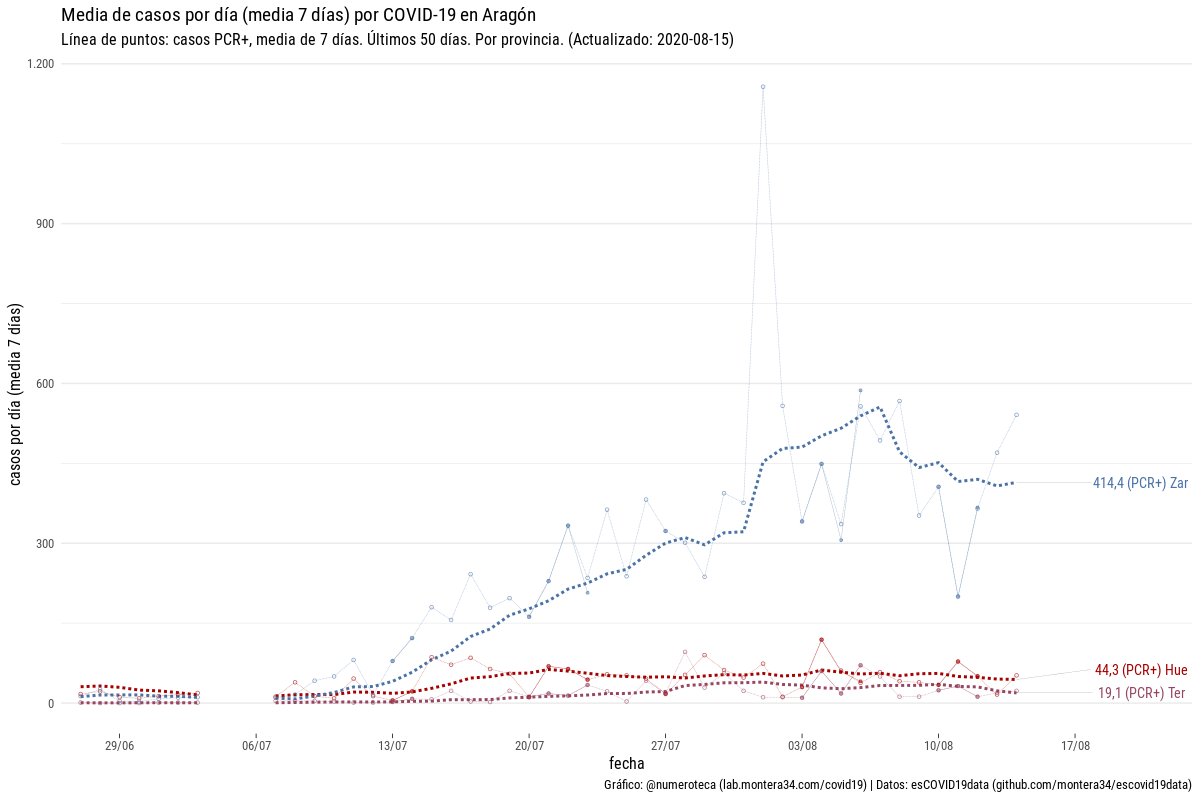 Media de casos por día (media 7 días) por COVID-19 en Aragón
Línea de puntos: casos PCR+, media de 7 días. Últimos 50 días. Por provincia. (Actualizado: 2020-08-15)
casos por día (media 7 días)
1.200
900
600
300
0
414,4 (PCR+) Zar
44,3 (PCR+) Hue
19,1 (PCR+) Ter
29/06 06/07 13/07 20/07 27/07 03/08 10/08 17/08
fecha
Gráfico: @numeroteca (lab.montera34.com/covid19) | Datos: esCOVID19data (github.com/montera34/escovid19data)